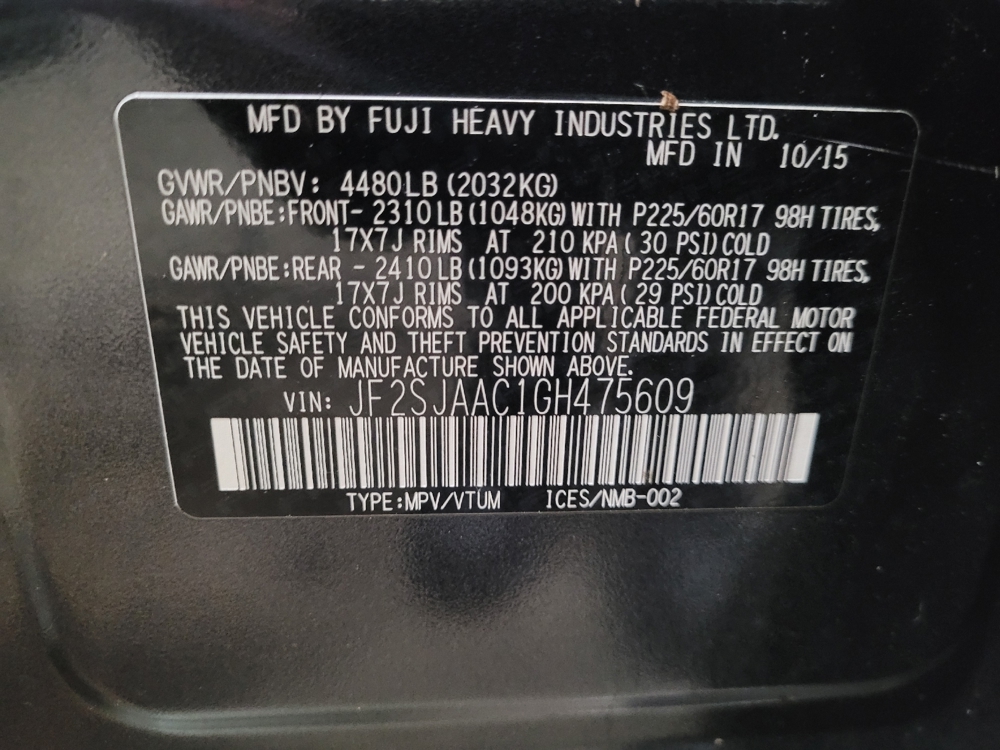 MFD BY FUJI HEAVY INDUSTRIES LTD.
MFD IN 10/15
GVWR/PNBV: 4480LB (2032KG)
GAWR/PNBE:FRONT- 2310LB (1048KG) WITH P225/60R17 98H TIRES,
17X7J RIMS AT 210 KPA ( 30 PSI) COLD
GAWR/PNBE:REAR - 2410LB (1093KG) WITH P225/60R17 98H TIRES,
17X7J RIMS AT 200 KPA ( 29 PSI) COLD
THIS VEHICLE CONFORMS TO ALL APPLICABLE FEDERAL MOTOR
VEHICLE SAFETY AND THEFT PREVENTION STANDARDS IN EFFECT ON
THE DATE OF MANUFACTURE SHOWN ABOVE.
VIN: JF2SJAAC1GH475609
TYPE:MPV/VTUM ICES/NMB-002